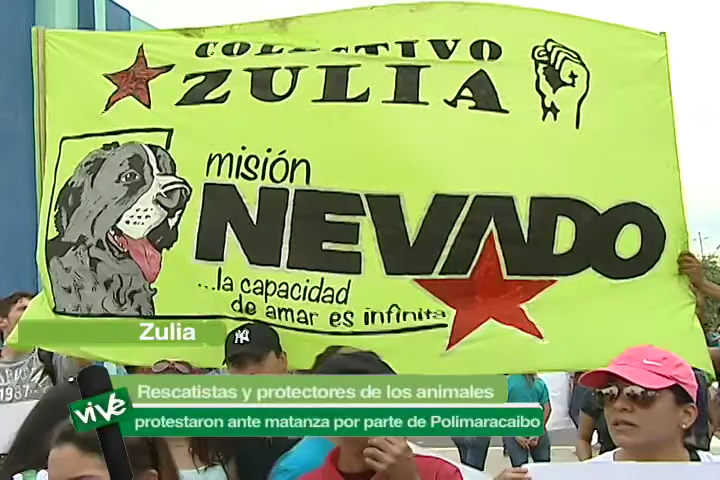 COLECTIVO
ZULIA
misión
NEVADO
...la capacidad
de amar es infinita
Zulia
NY
Rescatistas y protectores de los animales
protestaron ante matanza por parte de Polimaracaibo
vive
1987